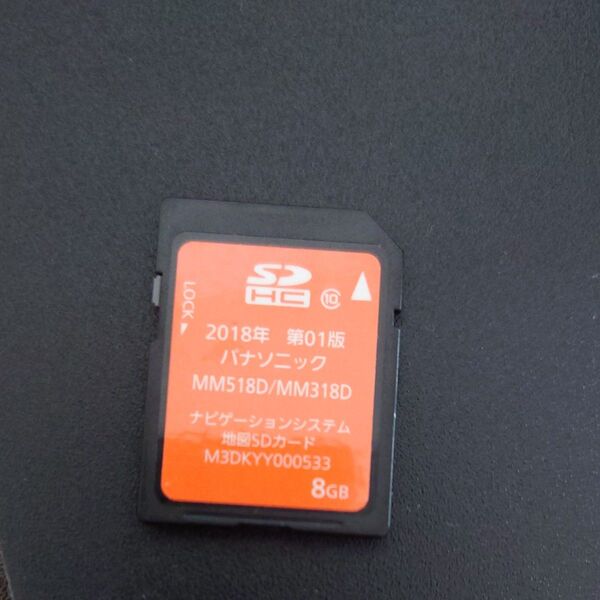 SD
HC 10
LOCK
2018年 第01版
パナソニック
MM518D/MM318D
ナビゲーションシステム
地図SDカード
M3DKYY000533
8GB